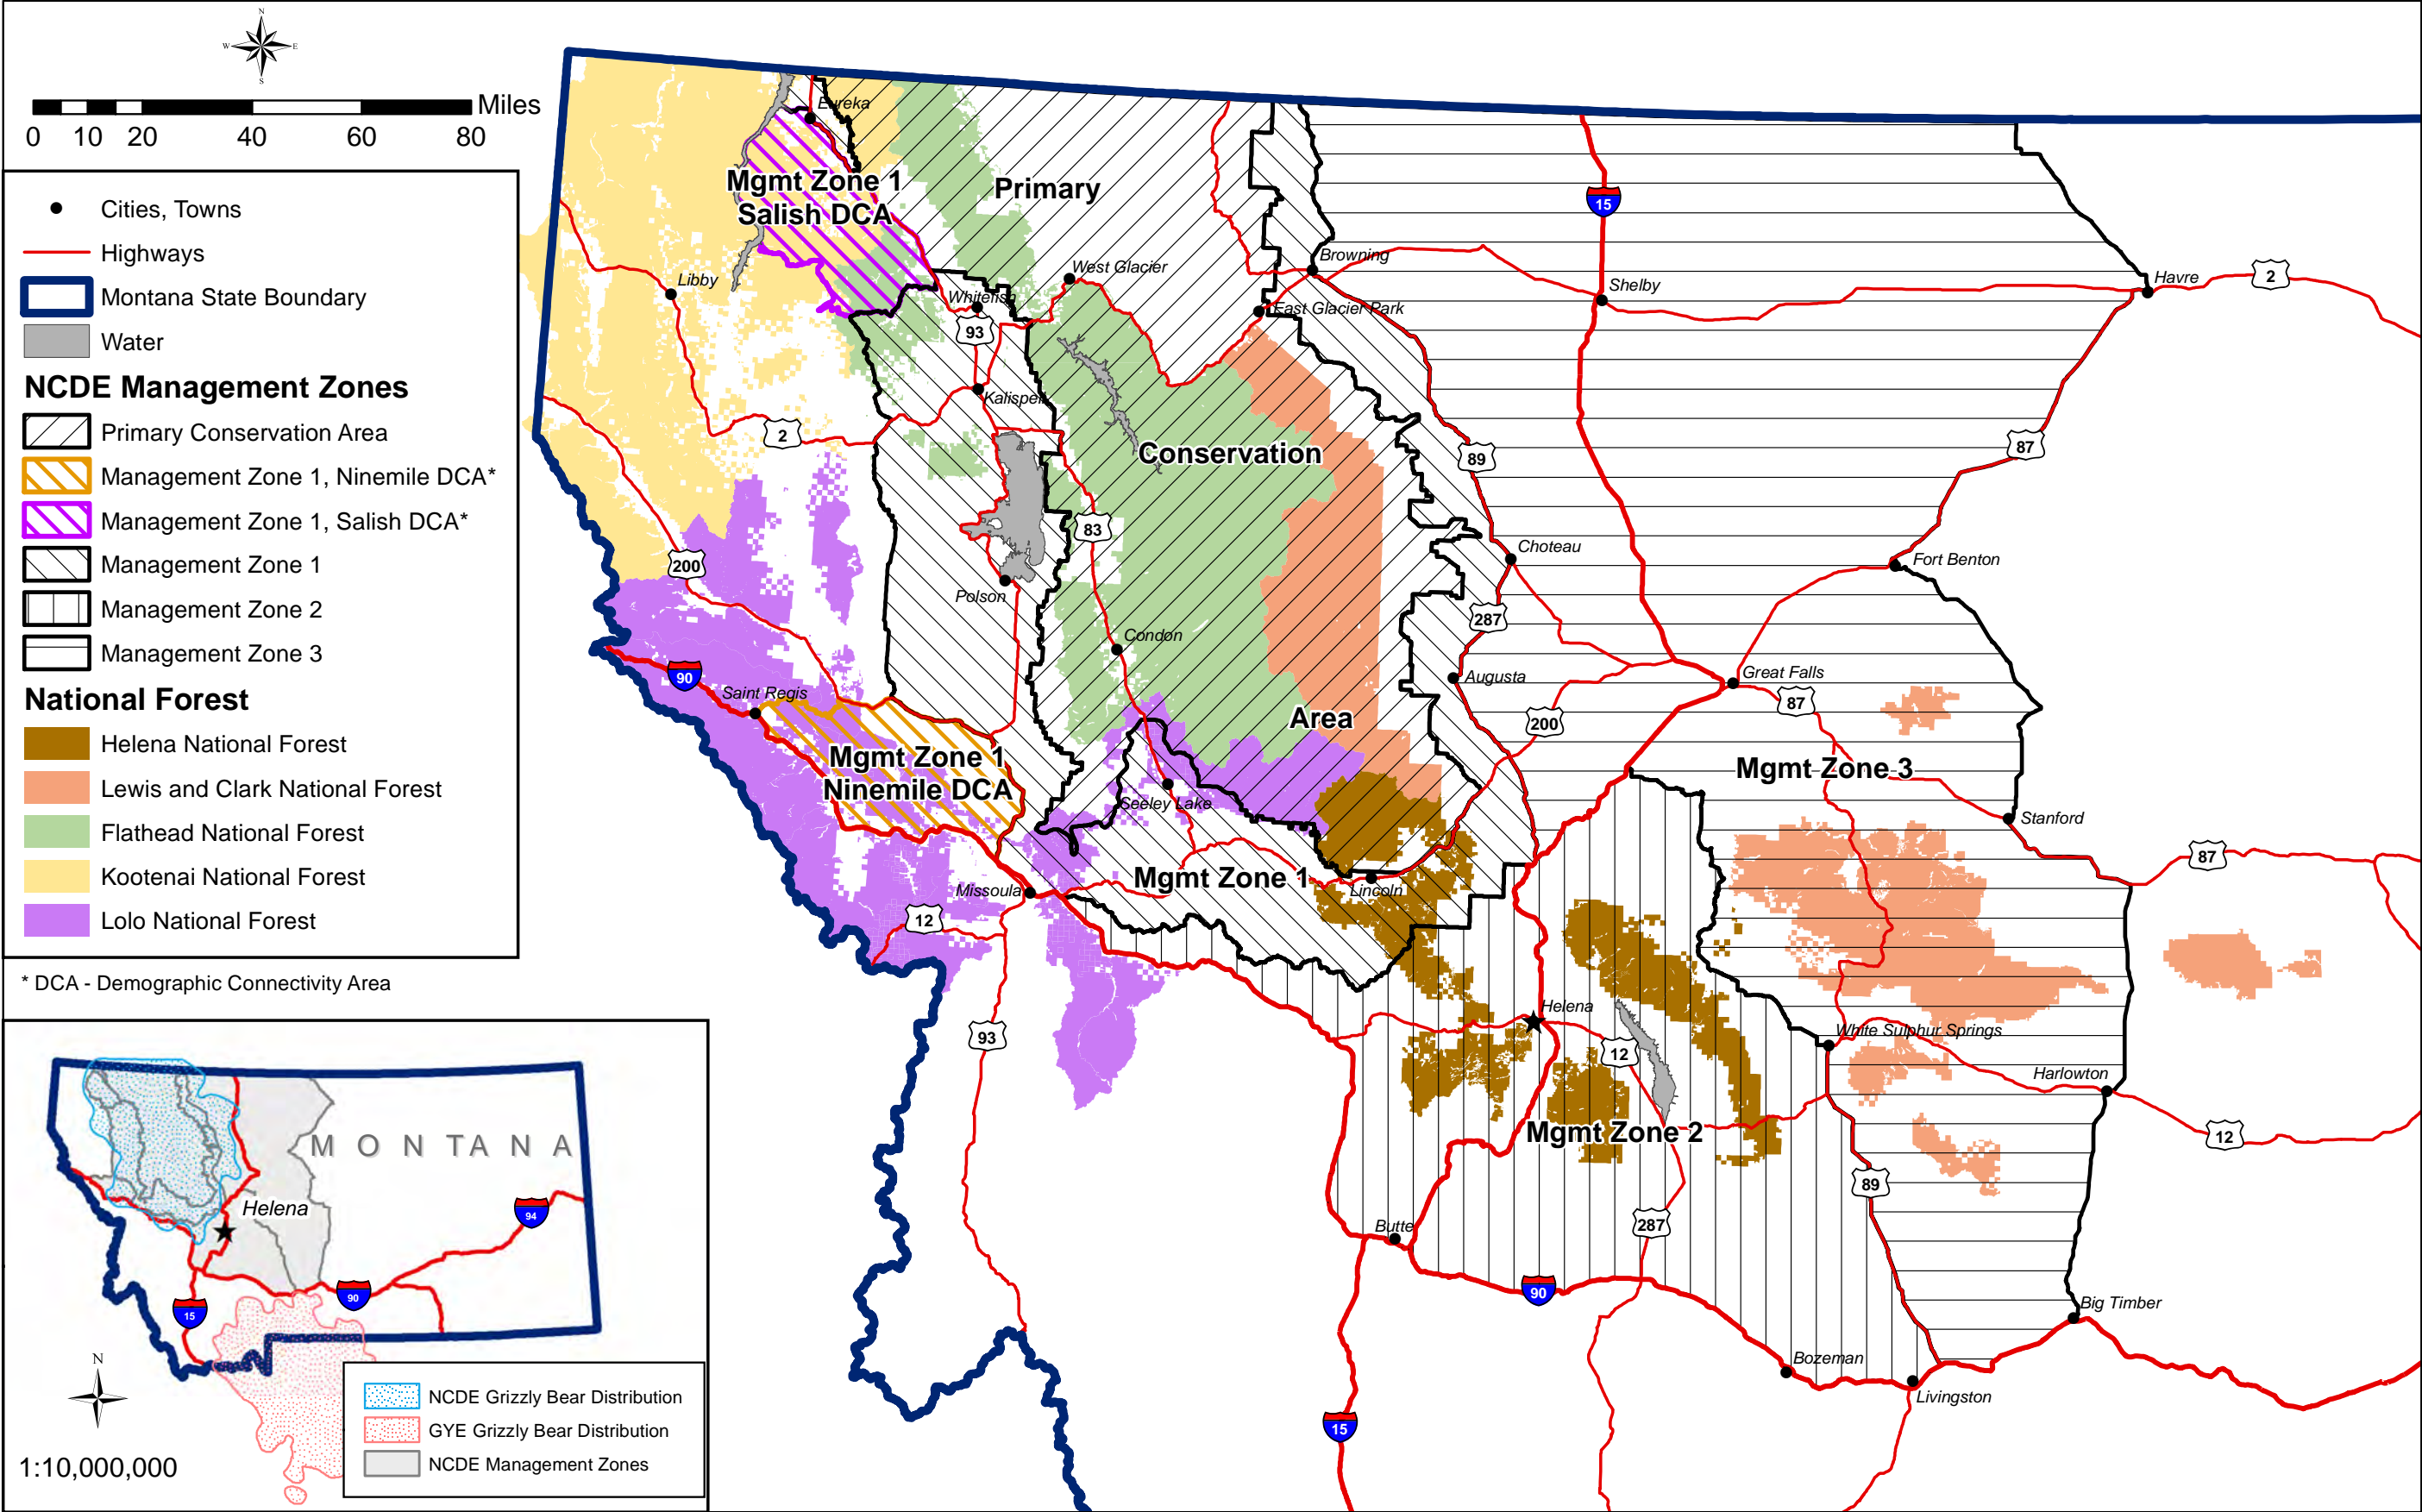 N
W E
S
Miles
0 10 20 40 60 80
Cities, Towns
Highways
Montana State Boundary
Water
NCDE Management Zones
Primary Conservation Area
Management Zone 1, Ninemile DCA*
Management Zone 1, Salish DCA*
Management Zone 1
Management Zone 2
Management Zone 3
National Forest
Helena National Forest
Lewis and Clark National Forest
Flathead National Forest
Kootenai National Forest
Lolo National Forest
* DCA - Demographic Connectivity Area
Eureka
Mgmt Zone 1
Salish DCA
Primary
15
Libby
West Glacier
Browning
Whitefish
East Glacier Park
Shelby
Havre
2
93
Kalispell
2
Conservation
89
87
83
200
Choteau
Fort Benton
Polson
287
Condon
90
Saint Regis
Augusta
Great Falls
87
Area
200
Mgmt Zone 1
Ninemile DCA
Mgmt Zone 3
Seeley Lake
Stanford
87
Mgmt Zone 1
Missoula
Lincoln
12
Helena
93
12
White Sulphur Springs
Harlowton
Mgmt Zone 2
12
89
287
Butte
90
Big Timber
Bozeman
Livingston
15
MONTANA
Helena
94
90
15
N
1:10,000,000
NCDE Grizzly Bear Distribution
GYE Grizzly Bear Distribution
NCDE Management Zones